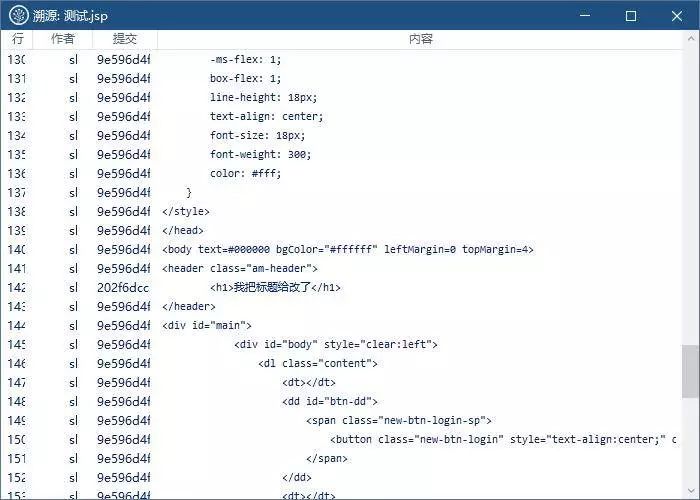 溯源: 测试.jsp
行 作者 提交 内容
130 sl 9e596d4f -ms-flex: 1;
131 sl 9e596d4f box-flex: 1;
132 sl 9e596d4f line-height: 18px;
133 sl 9e596d4f text-align: center;
134 sl 9e596d4f font-size: 18px;
135 sl 9e596d4f font-weight: 300;
136 sl 9e596d4f color: #fff;
137 sl 9e596d4f }
138 sl 9e596d4f </style>
139 sl 9e596d4f </head>
140 sl 9e596d4f <body text=#000000 bgColor="#ffffff" leftMargin=0 topMargin=4>
141 sl 9e596d4f <header class="am-header">
142 sl 202f6dcc <h1>我把标题给改了</h1>
143 sl 9e596d4f </header>
144 sl 9e596d4f <div id="main">
145 sl 9e596d4f <div id="body" style="clear:left">
146 sl 9e596d4f <dl class="content">
147 sl 9e596d4f <dt></dt>
148 sl 9e596d4f <dd id="btn-dd">
149 sl 9e596d4f <span class="new-btn-login-sp">
150 sl 9e596d4f <button class="new-btn-login" style="text-align:center;" c
151 sl 9e596d4f </span>
152 sl 9e596d4f </dd>
153 sl 9e596d4f <dt></dt>